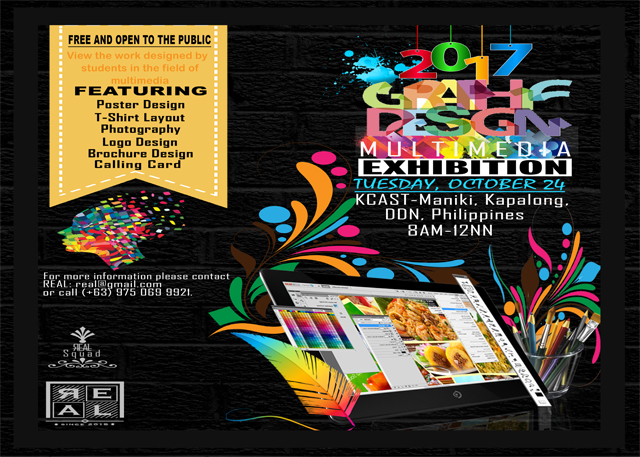 FREE AND OPEN TO THE PUBLIC
View the work designed by
students in the field of
multimedia
FEATURING
Poster Design
T-Shirt Layout
Photography
Logo Design
Brochure Design
Calling Card
2017
GRAPHIC
DESIGN
MULTIMEDIA
EXHIBITION
TUESDAY, OCTOBER 24
KCAST-Maniki, Kapalong,
DDN, Philippines
8AM-12NN
For more information please contact
REAL: real@gmail.com
or call (+63) 975 069 9921.
REAL
Squad
REAL